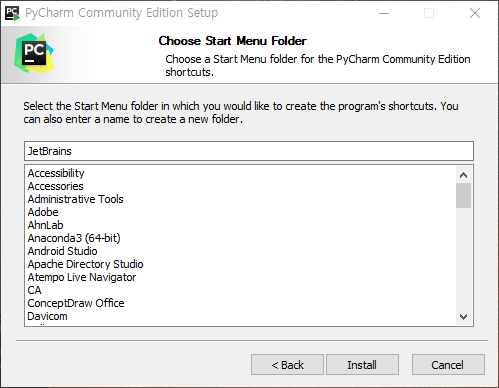 PyCharm Community Edition Setup
PC
Choose Start Menu Folder
Choose a Start Menu folder for the PyCharm Community Edition
shortcuts.
Select the Start Menu folder in which you would like to create the program's shortcuts. You
can also enter a name to create a new folder.
JetBrains
Accessibility
Accessories
Administrative Tools
Adobe
AhnLab
Anaconda3 (64-bit)
Android Studio
Apache Directory Studio
Atempo Live Navigator
CA
ConceptDraw Office
Davicom
< Back
Install
Cancel